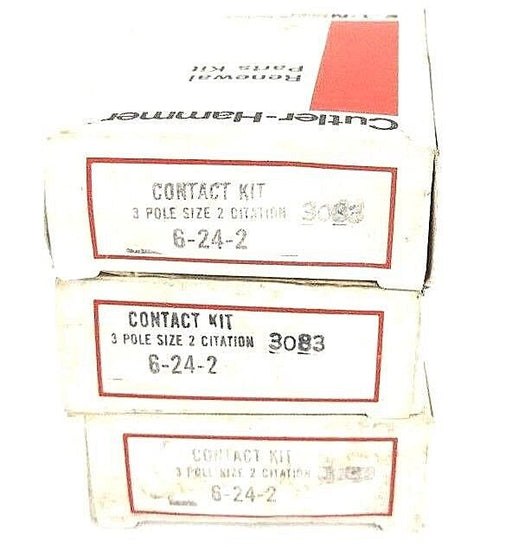 Renewal
Parts Kit
Cutler-Hammer
CONTACT KIT
3 POLE SIZE 2 CITATION 3083
6-24-2
CONTACT KIT
3 POLE SIZE 2 CITATION 3083
6-24-2
CONTACT KIT
3 POLE SIZE 2 CITATION
6-24-2